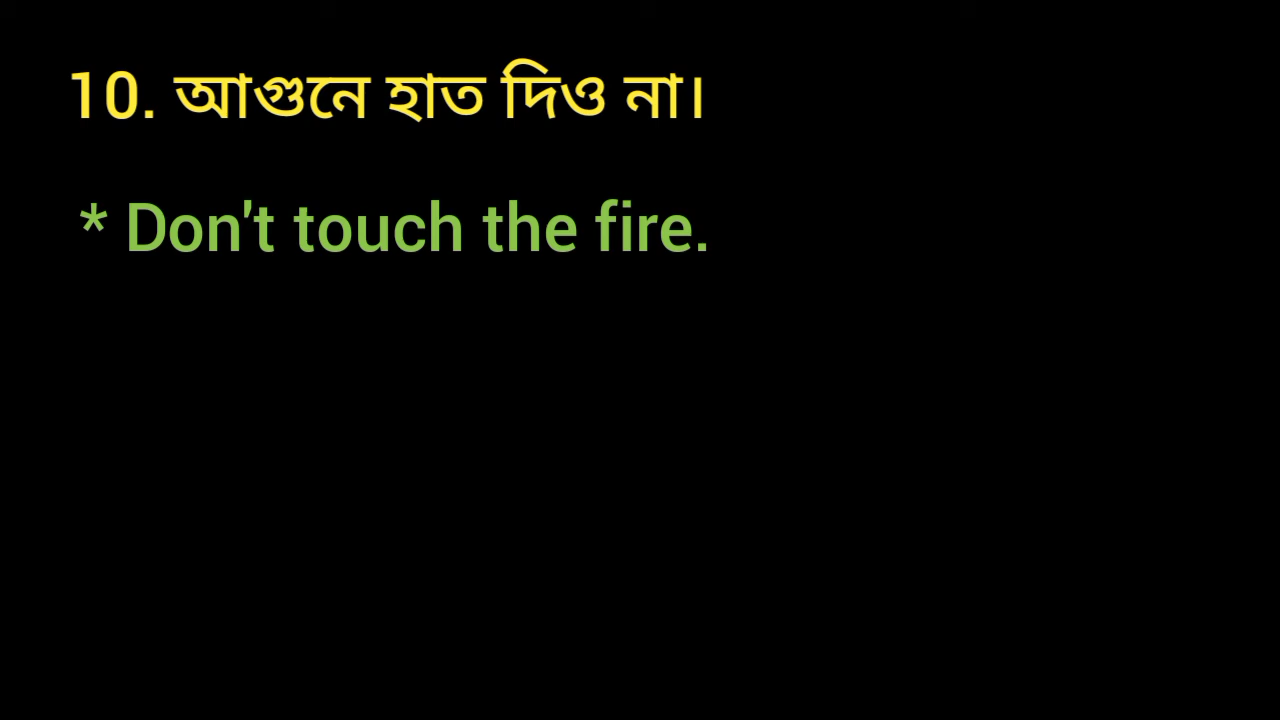 10. আগুনে হাত দিও না।
* Don't touch the fire.